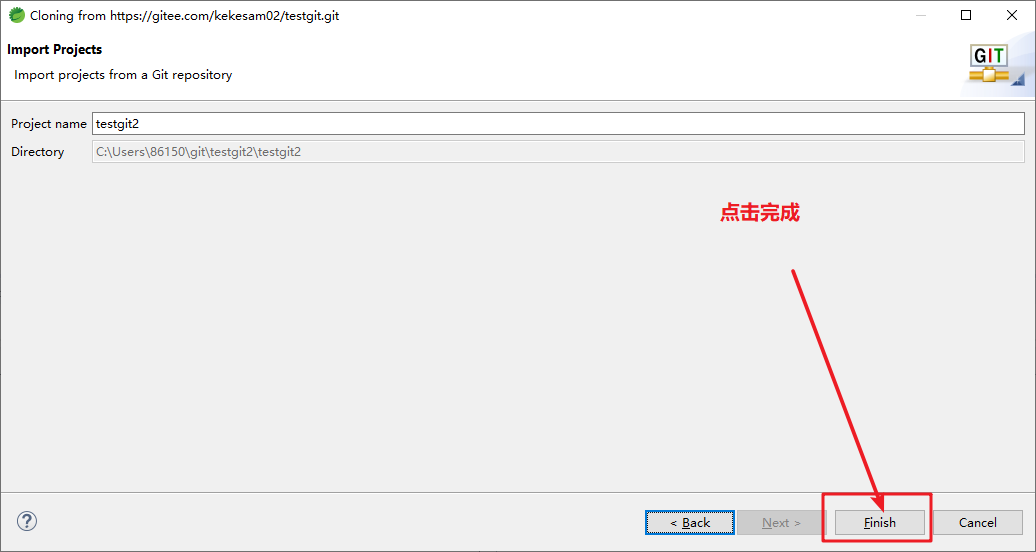 Cloning from https://gitee.com/kekesam02/testgit.git
Import Projects
Import projects from a Git repository
GIT
Project name testgit2
Directory C:\Users\86150\git\testgit2\testgit2
点击完成
? < Back Next > Finish Cancel